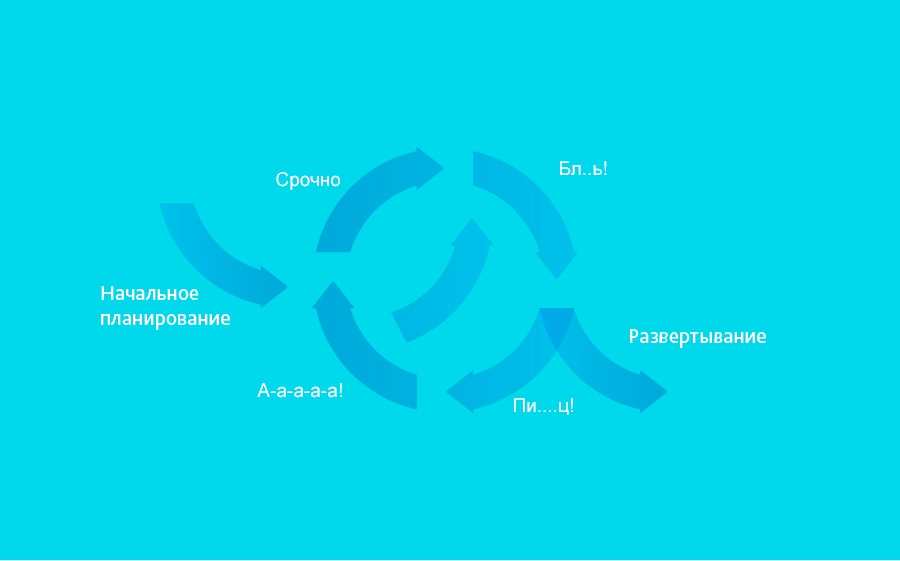 Срочно
Бл..ь!
Начальное
планирование
Развертывание
А-а-а-а-а!
Пи....ц!